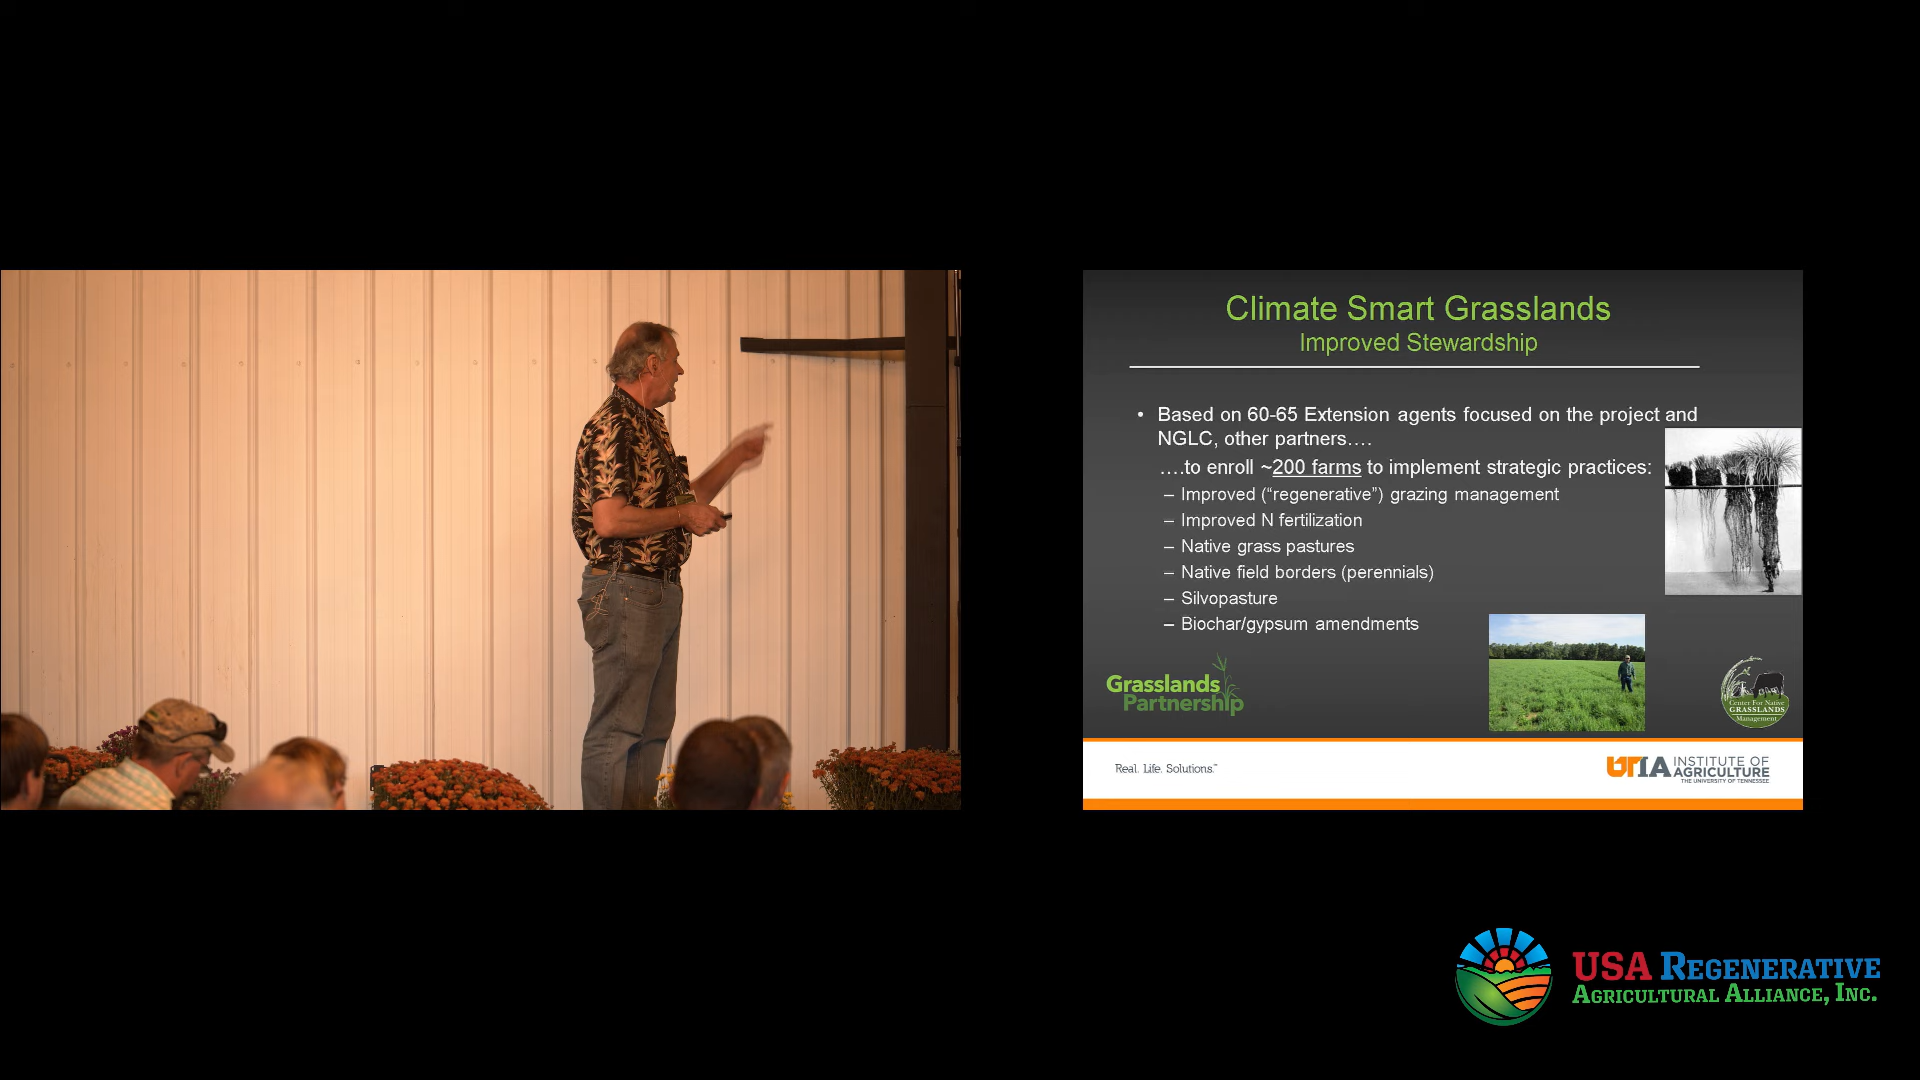 Climate Smart Grasslands
Improved Stewardship
• Based on 60-65 Extension agents focused on the project and
NGLC, other partners….
….to enroll ~200 farms to implement strategic practices:
– Improved (“regenerative”) grazing management
– Improved N fertilization
– Native grass pastures
– Native field borders (perennials)
– Silvopasture
– Biochar/gypsum amendments
Grasslands
Partnership
Center For Native
GRASSLANDS
Management
Real. Life. Solutions.™
UTIA INSTITUTE OF
AGRICULTURE
THE UNIVERSITY OF TENNESSEE
USA REGENERATIVE
AGRICULTURAL ALLIANCE, INC.